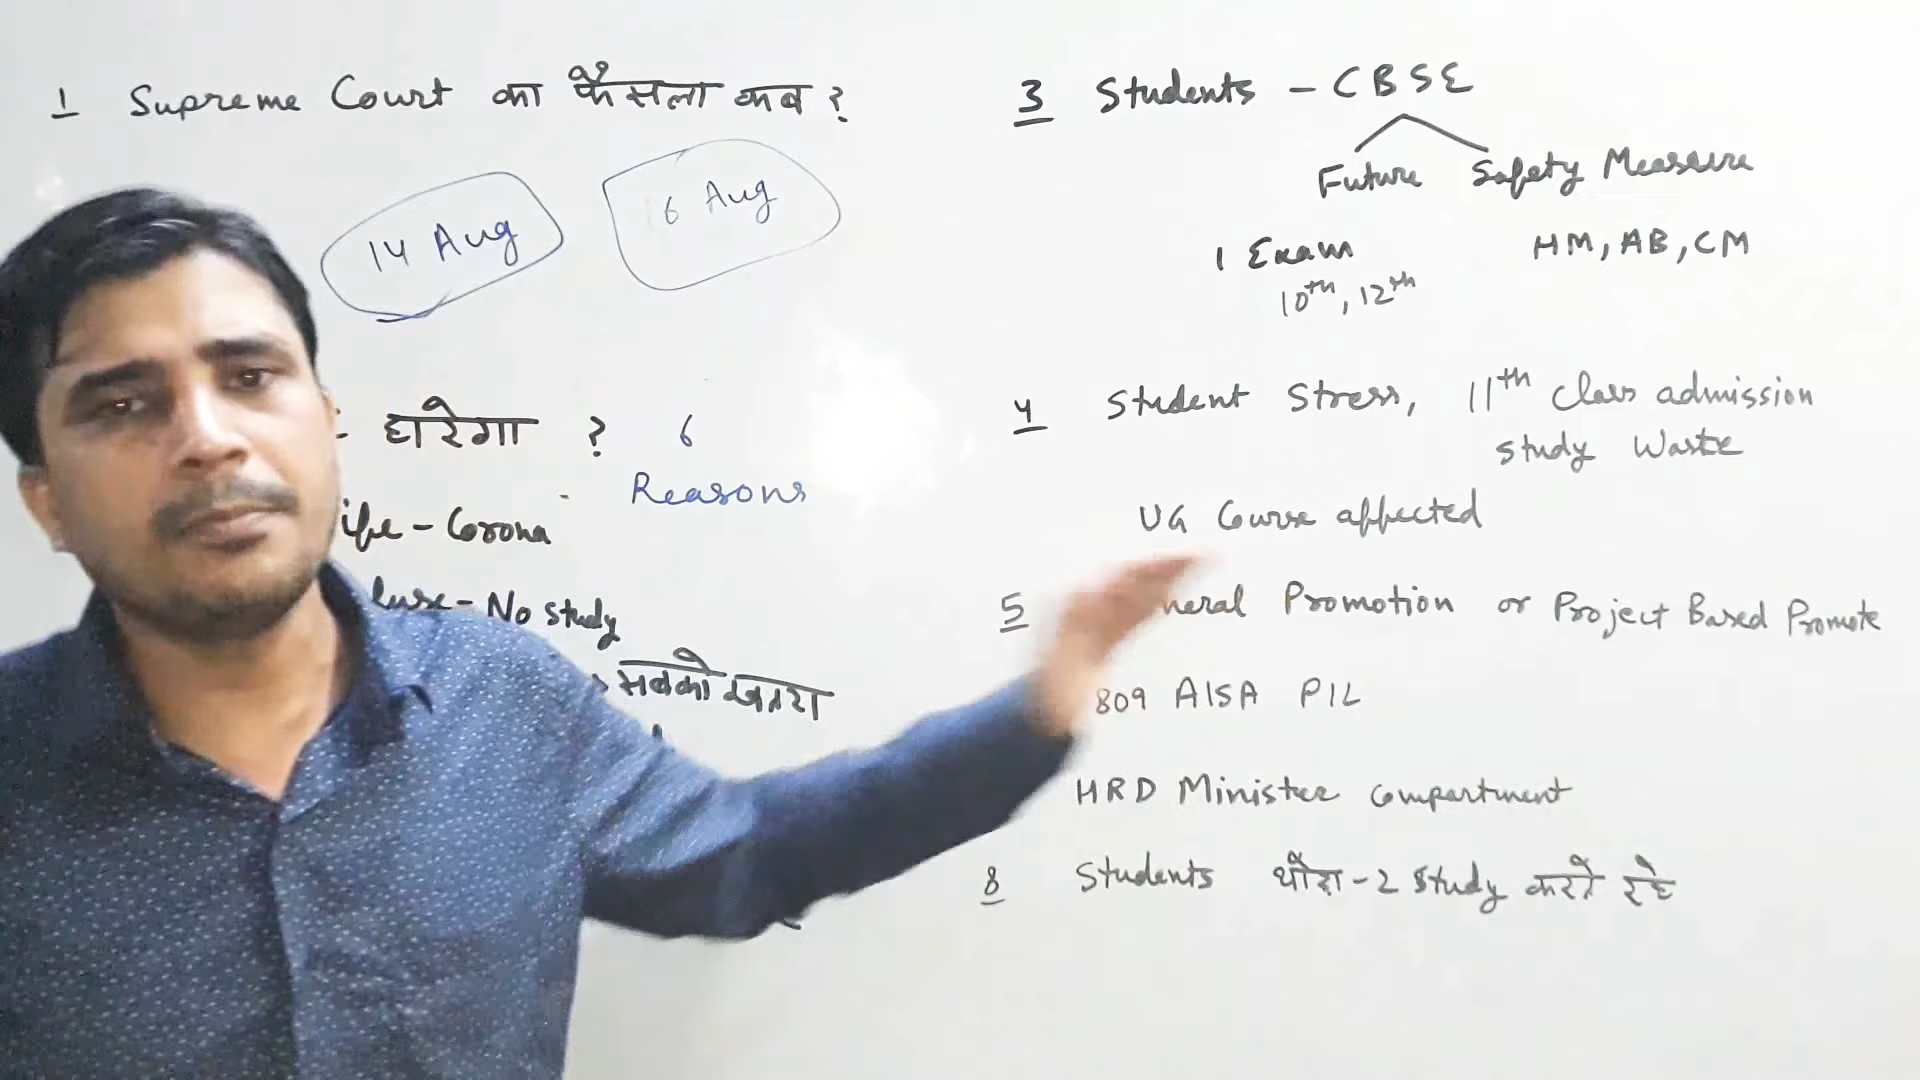 1 Supreme Court का फैसला कब ?
14 Aug
6 Aug
हारेगा ? 6
Reasons
ife - Corona
- No study
सबको खतरा
3 Students - CBSE
Future Safety Measure
1 Exam HM, AB, CM
10th, 12th
4 Student Stress, 11th Class admission
study Waste
UG Course affected
5 neral Promotion or Project Based Promote
809 AISA PIL
HRD Minister Compartment
8 Students थोड़ा-2 study करते रहे